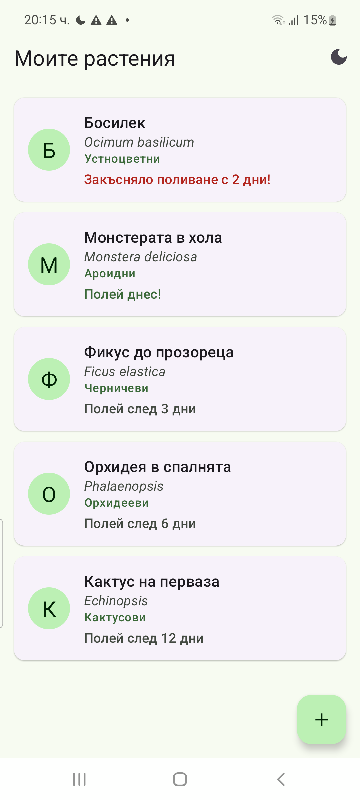 20:15 ч.
15%
Моите растения
Б
Босилек
Ocimum basilicum
Устноцветни
Закъсняло поливане с 2 дни!
М
Монстерата в хола
Monstera deliciosa
Ароидни
Полей днес!
Ф
Фикус до прозореца
Ficus elastica
Черничеви
Полей след 3 дни
О
Орхидея в спалнята
Phalaenopsis
Орхидееви
Полей след 6 дни
К
Кактус на перваза
Echinopsis
Кактусови
Полей след 12 дни
+